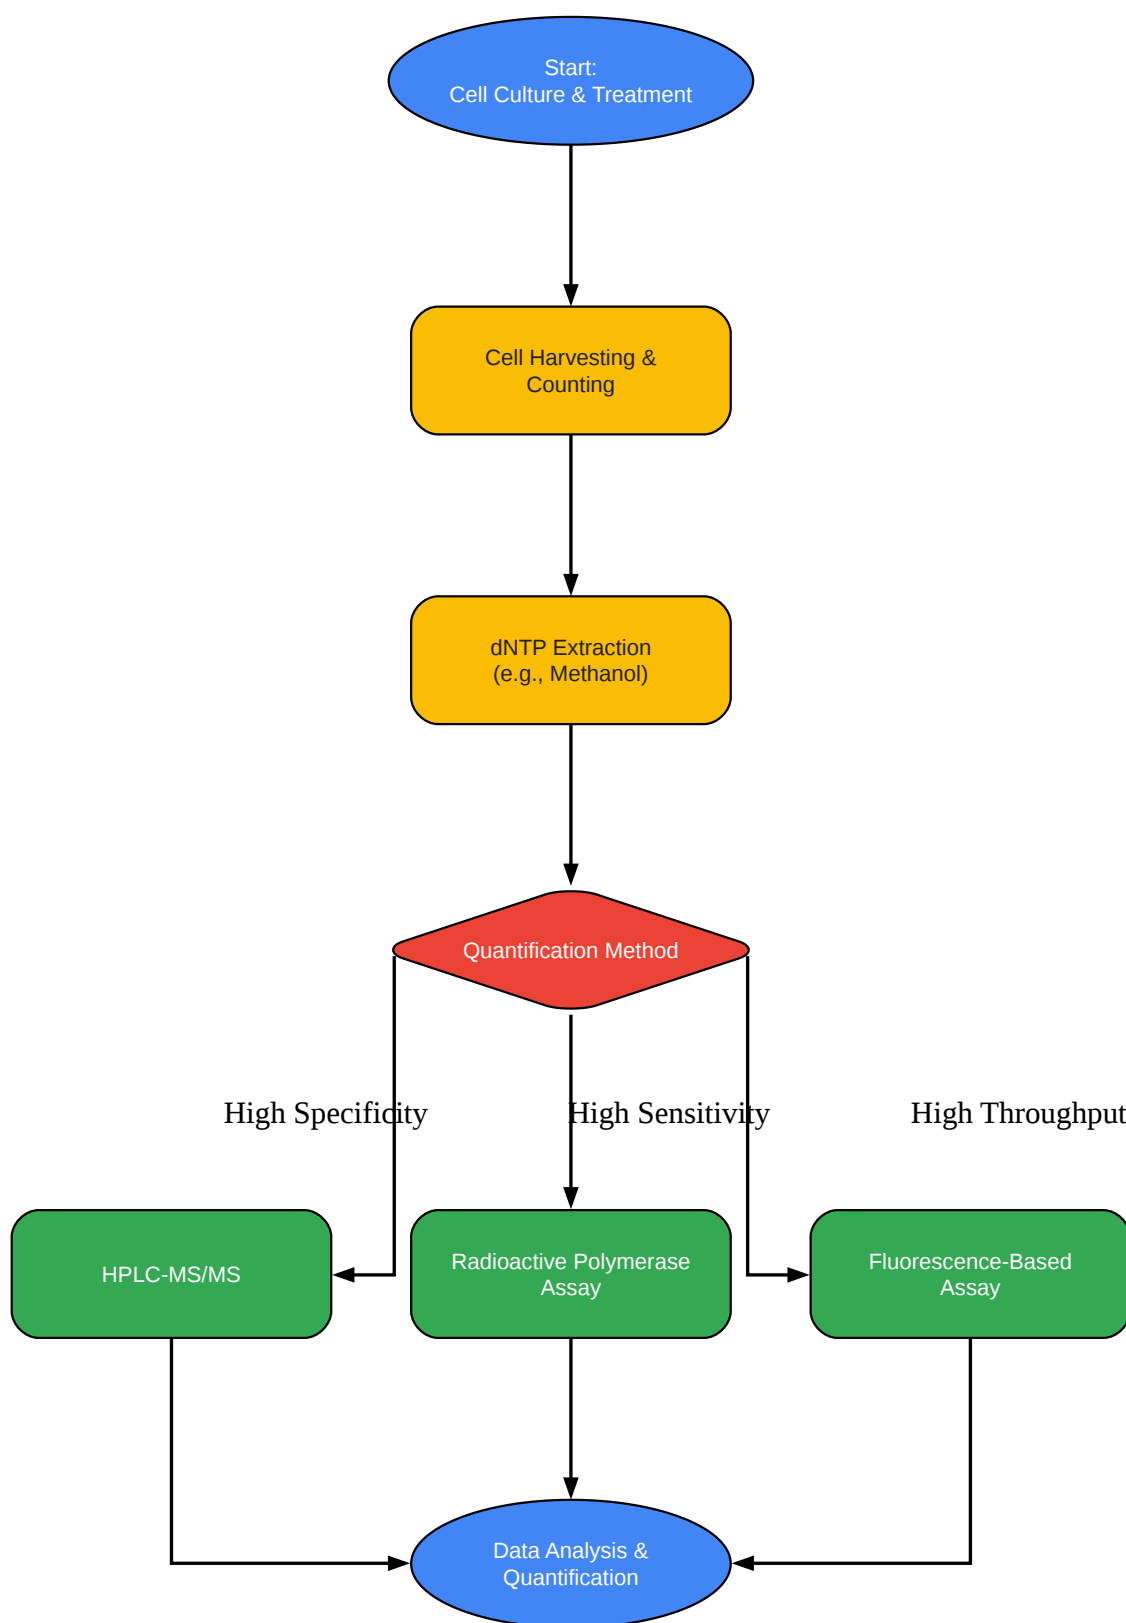 Start:
Cell Culture & Treatment
Cell Harvesting &
Counting
dNTP Extraction
(e.g., Methanol)
Quantification Method
High Specificity
High Sensitivity
High Throughput
HPLC-MS/MS
Radioactive Polymerase
Assay
Fluorescence-Based
Assay
Data Analysis &
Quantification